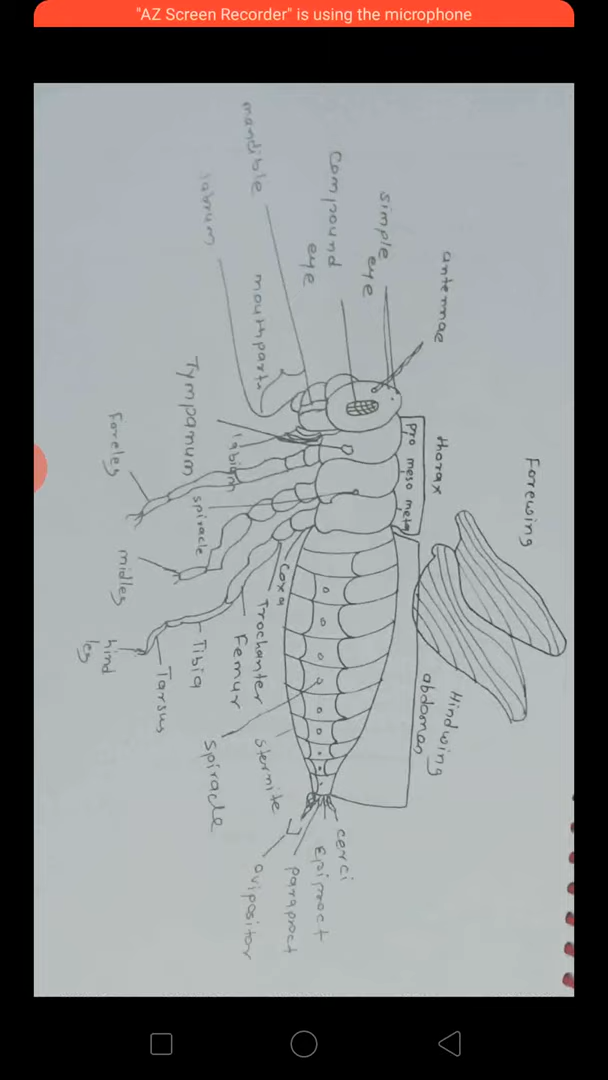 "AZ Screen Recorder" is using the microphone
Forewing
Hindwing
antennae
simple
eye
compound
eye
mandible
labrum
mouthparts
thorax
pro meso meta
abdoman
Tympanum
labium
spiracle
Foreleg
midleg
hind
leg
coxa
Trochanter
Femur
Tibia
Tarsus
spiracle
sternite
cerci
Epiproct
paraproct
ovipositor